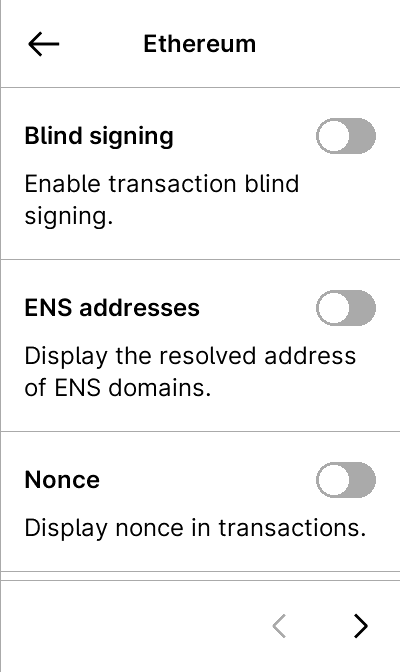 Ethereum
Blind signing
Enable transaction blind
signing.
ENS addresses
Display the resolved address
of ENS domains.
Nonce
Display nonce in transactions.